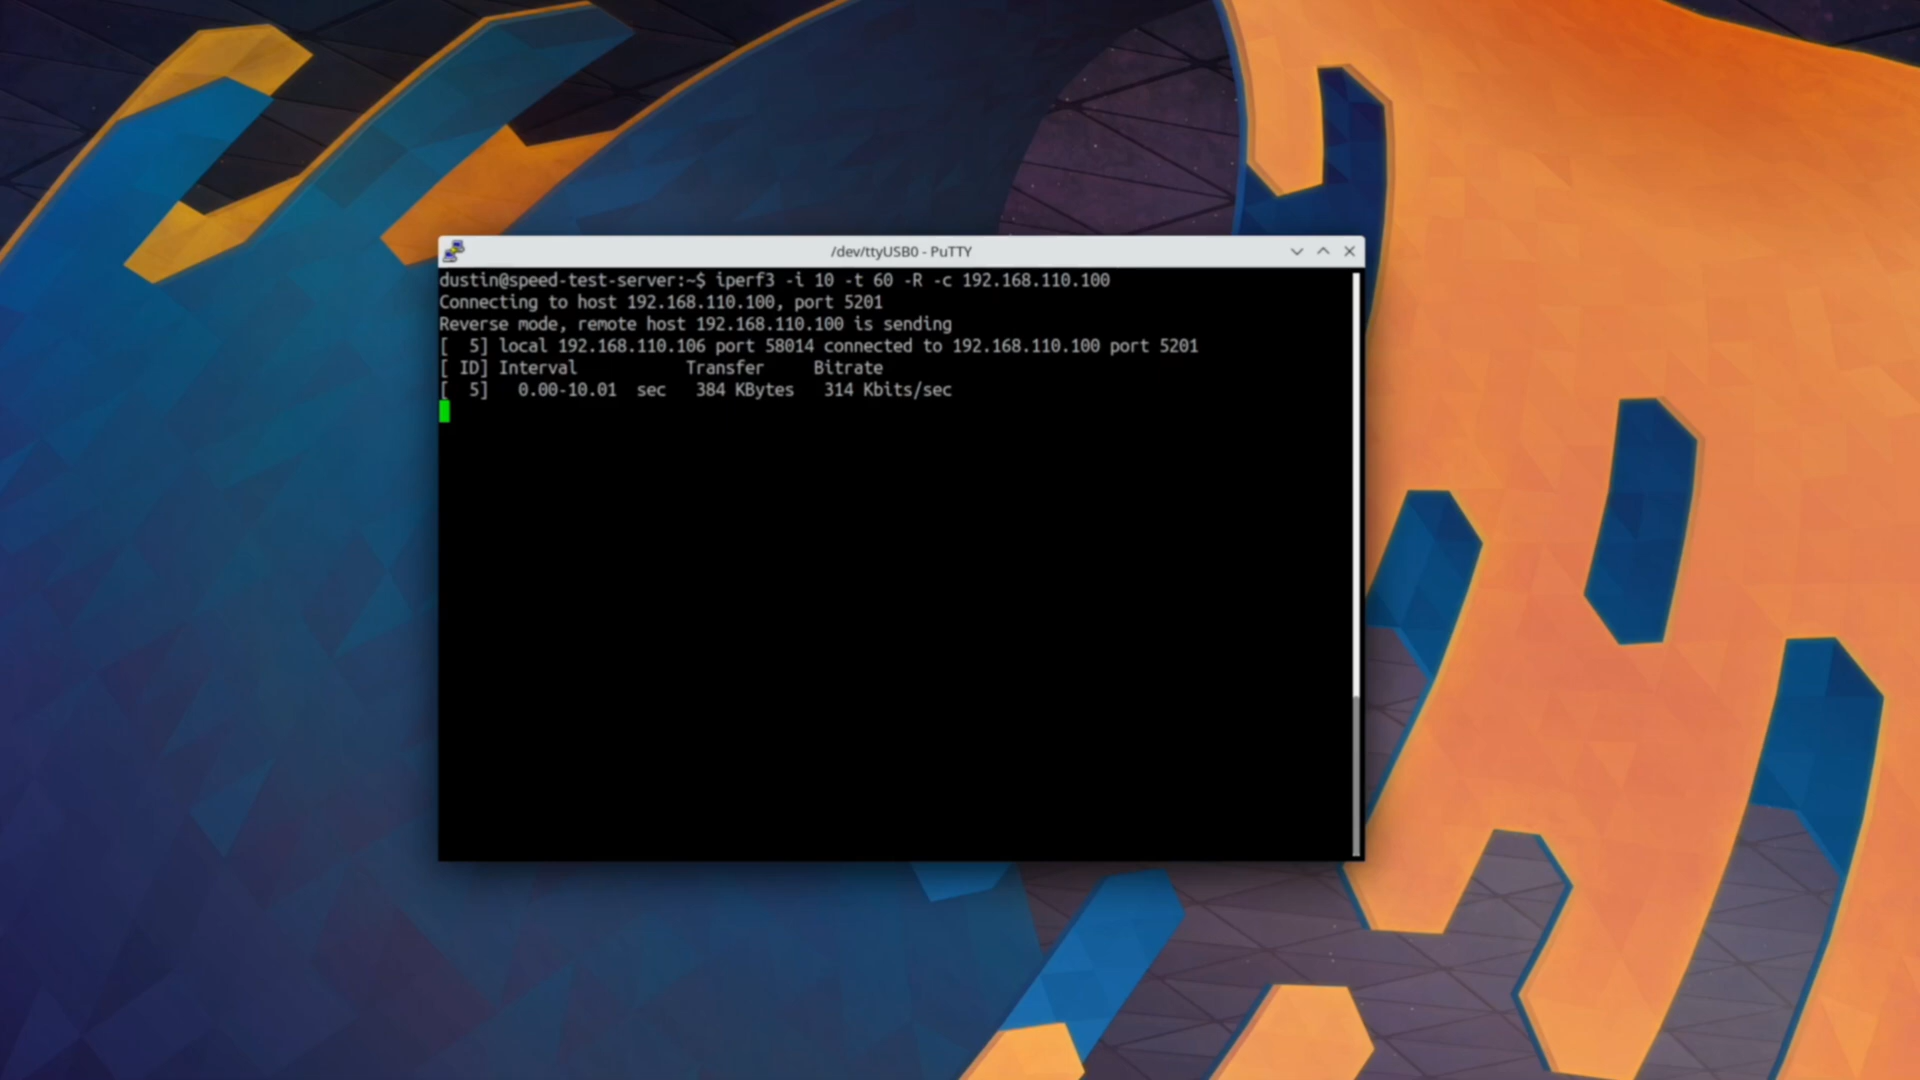 /dev/ttyUSB0 - PuTTY
dustin@speed-test-server:~$ iperf3 -i 10 -t 60 -R -c 192.168.110.100
Connecting to host 192.168.110.100, port 5201
Reverse mode, remote host 192.168.110.100 is sending
[  5] local 192.168.110.106 port 58014 connected to 192.168.110.100 port 5201
[ ID] Interval           Transfer     Bitrate
[  5]   0.00-10.01  sec   384 KBytes   314 Kbits/sec